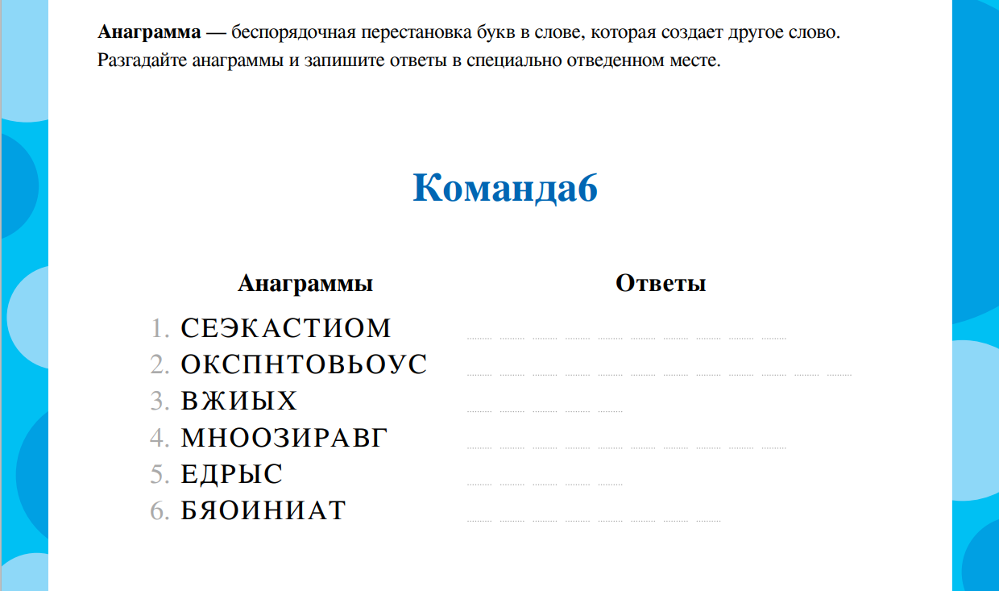 Анаграмма — беспорядочная перестановка букв в слове, которая создает другое слово.
Разгадайте анаграммы и запишите ответы в специально отведенном месте.
Команда6
Анаграммы Ответы
1. СЕЭКАСТИОМ
2. ОКСПНТОВЬОУС
3. ВЖИЫХ
4. МНООЗИРАВГ
5. ЕДРЫС
6. БЯОИНИАТ